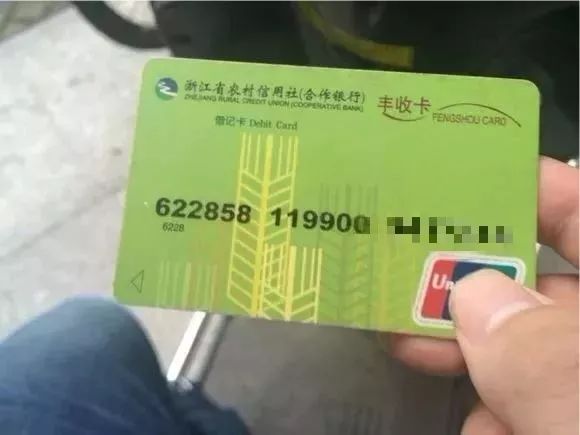 浙江省农村信用社(合作银行)
ZHEJIANG RURAL CREDIT UNION (COOPERATIVE BANK)
丰收卡
FENGSHOU CARD
借记卡 Debit Card
622858 119900
6228
Un